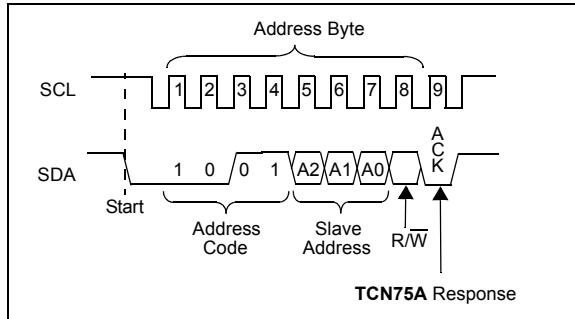 Address Byte
SCL 1 2 3 4 5 6 7 8 9
ACK
SDA 1 0 0 1 A2 A1 A0
Start
Address Code
Slave Address
R/W̅
TCN75A Response